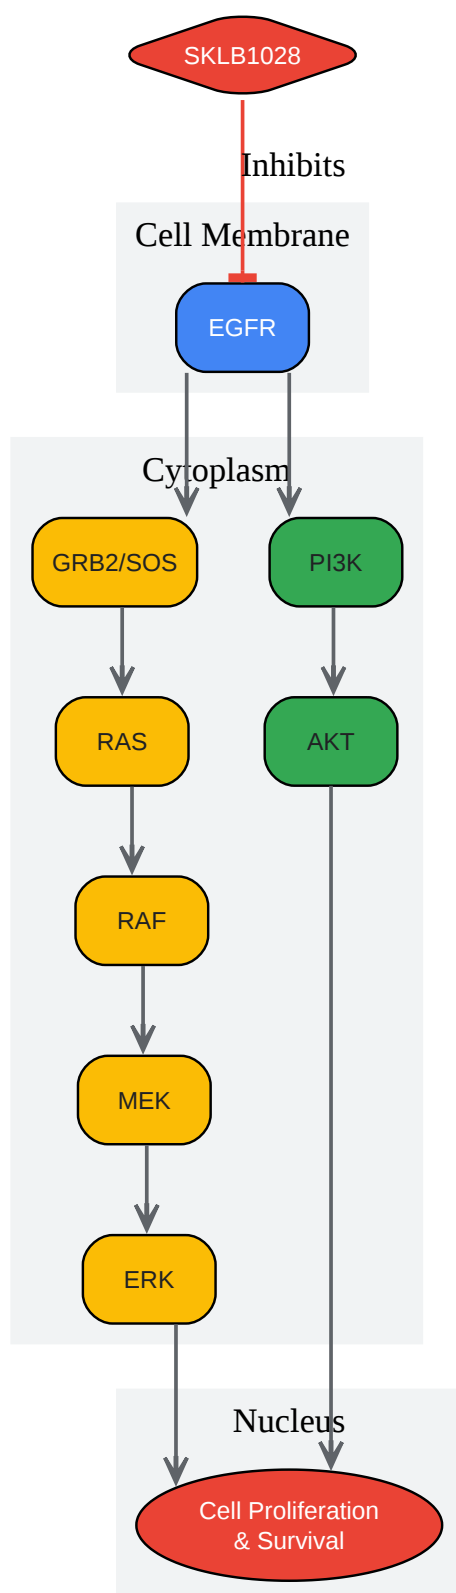 SKLB1028
Inhibits
Cell Membrane
EGFR
Cytoplasm
GRB2/SOS
PI3K
RAS
AKT
RAF
MEK
ERK
Nucleus
Cell Proliferation
& Survival